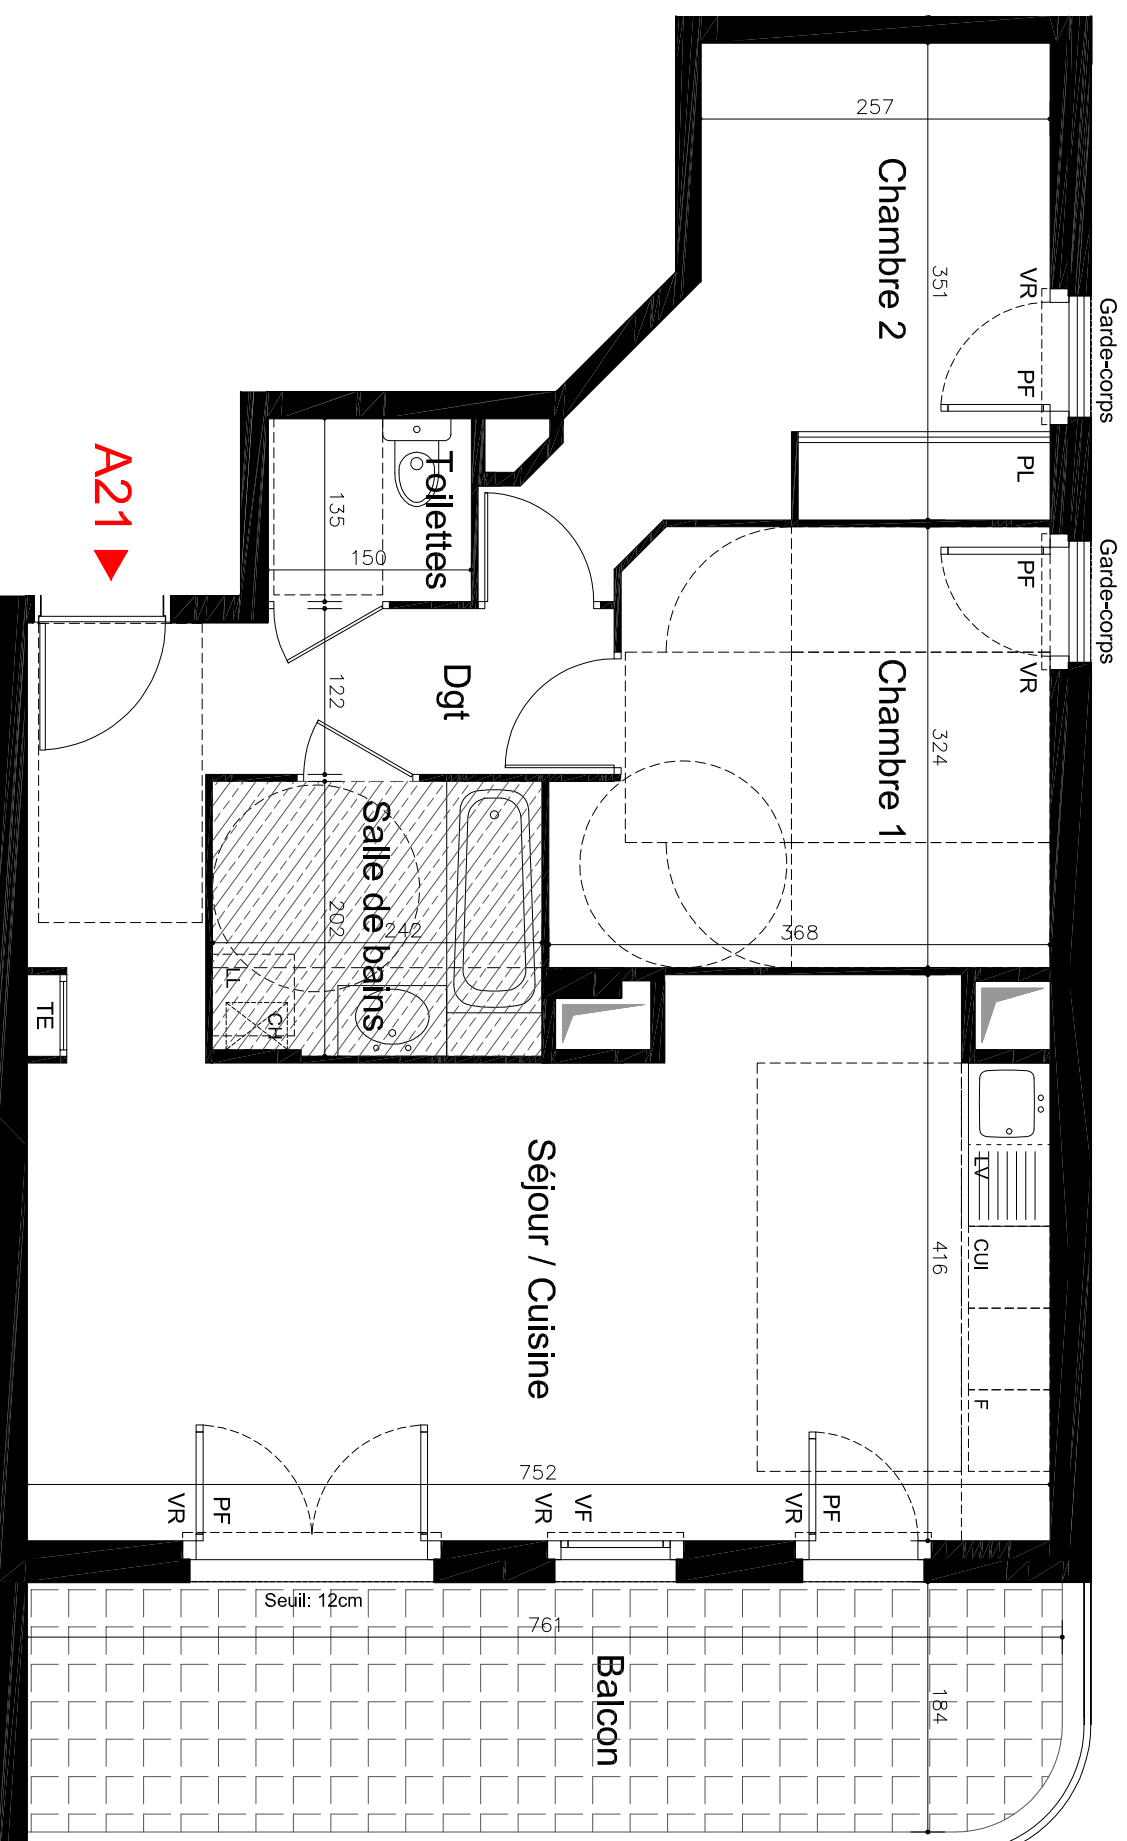 Garde-corps
Garde-corps
257
Chambre 2
351
VR
PF
PL
PF
VR
Chambre 1
324
368
A21
Toilettes
135
150
122
Dgt
Salle de bains
202
242
LL
CH
TE
Séjour / Cuisine
LV
CUI
F
416
752
VR
PF
VR
VF
VR
PF
Seuil: 12cm
761
Balcon
184